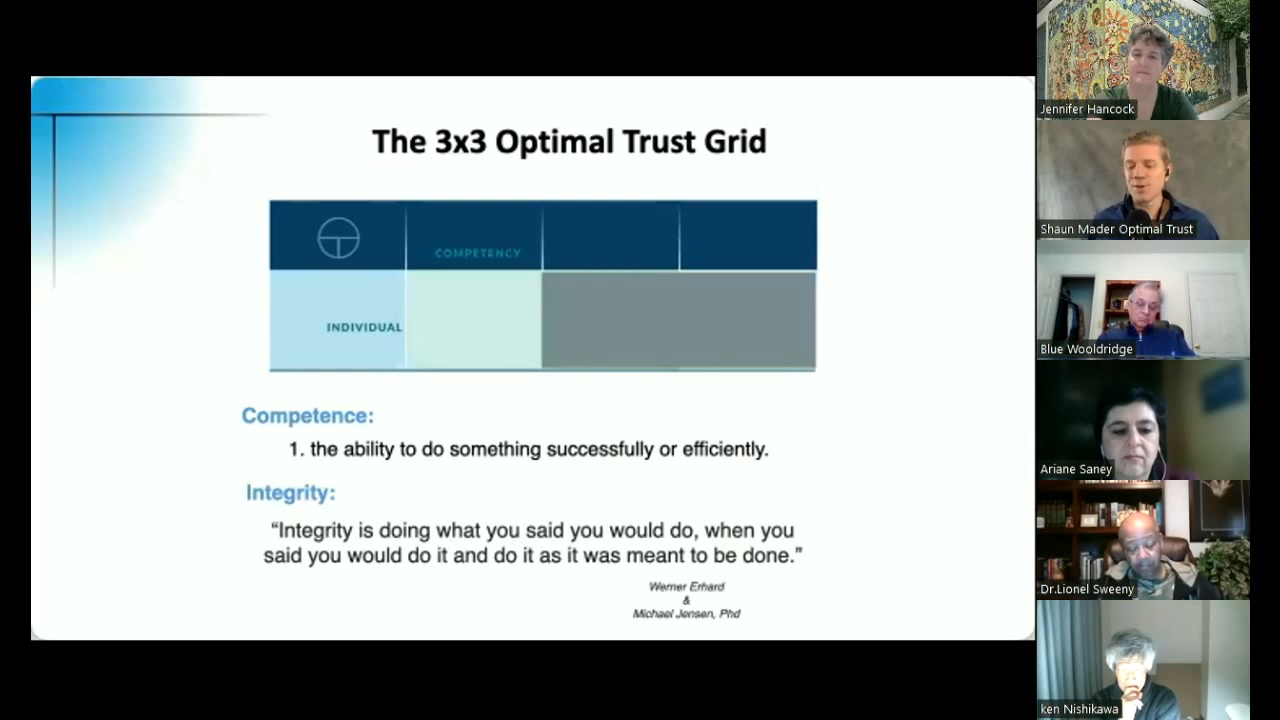 The 3x3 Optimal Trust Grid
COMPETENCY
INDIVIDUAL
Competence:
1. the ability to do something successfully or efficiently.
Integrity:
“Integrity is doing what you said you would do, when you
said you would do it and do it as it was meant to be done.”
Werner Erhard
&
Michael Jensen, Phd
Jennifer Hancock
Shaun Mader Optimal Trust
Blue Wooldridge
Ariane Saney
Dr.Lionel Sweeny
ken Nishikawa